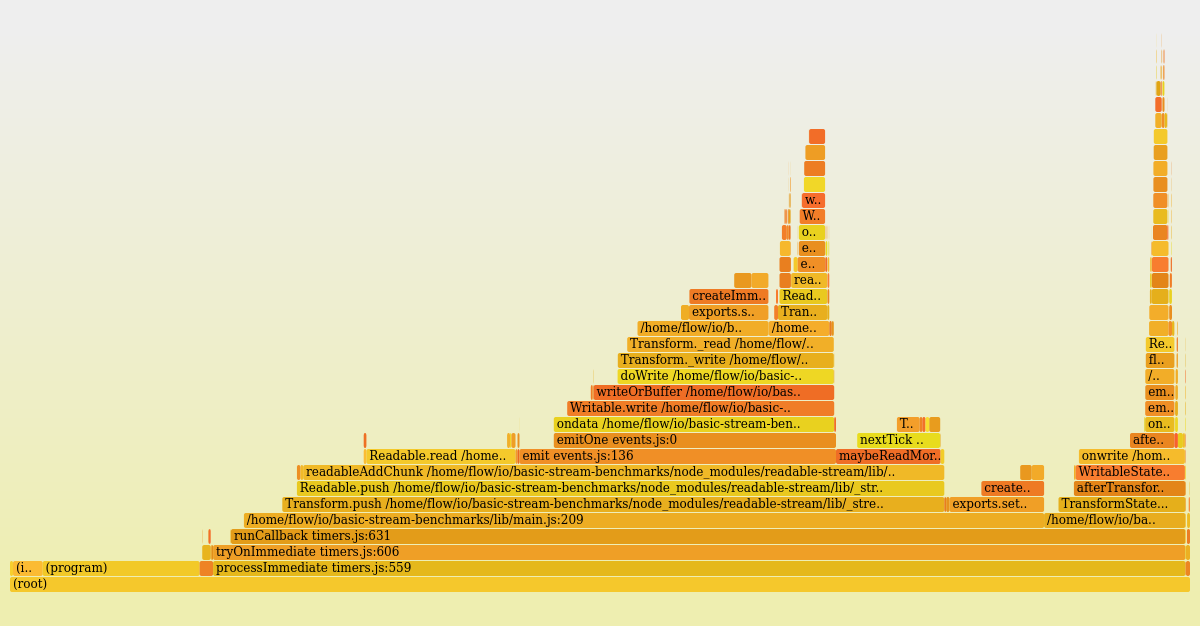 w..
W..
o..
e..
e..
rea..
createImm.. Read..
exports.s.. Tran..
/home/flow/io/b.. /home..
Transform._read /home/flow/.. Re..
Transform._write /home/flow/.. fl..
doWrite /home/flow/io/basic-.. /..
writeOrBuffer /home/flow/io/bas.. em..
Writable.write /home/flow/io/basic-.. em..
ondata /home/flow/io/basic-stream-ben.. T.. on..
emitOne events.js:0 nextTick .. afte..
Readable.read /home.. emit events.js:136 maybeReadMor.. onwrite /hom..
readableAddChunk /home/flow/io/basic-stream-benchmarks/node_modules/readable-stream/lib/.. WritableState..
Readable.push /home/flow/io/basic-stream-benchmarks/node_modules/readable-stream/lib/_str.. create.. afterTransfor..
Transform.push /home/flow/io/basic-stream-benchmarks/node_modules/readable-stream/lib/_stre.. exports.set.. TransformState...
/home/flow/io/basic-stream-benchmarks/lib/main.js:209 /home/flow/io/ba..
runCallback timers.js:631
tryOnImmediate timers.js:606
(i.. (program) processImmediate timers.js:559
(root)